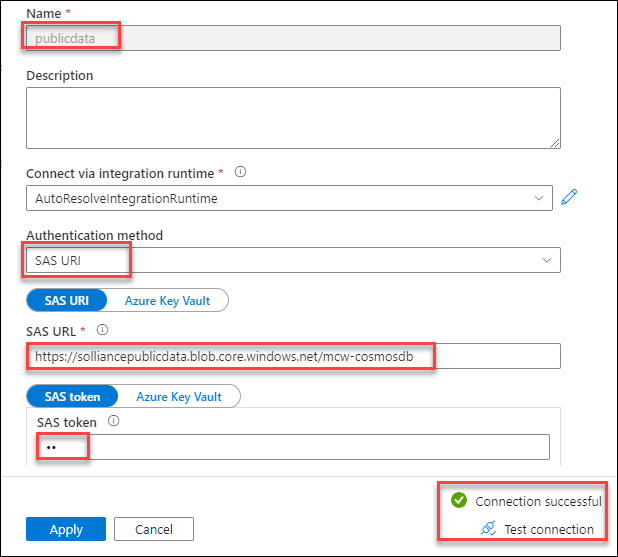 Name *
publicdata
Description
Connect via integration runtime *
AutoResolveIntegrationRuntime
Authentication method
SAS URI
SAS URI Azure Key Vault
SAS URL *
https://solliancepublicdata.blob.core.windows.net/mcw-cosmosdb
SAS token Azure Key Vault
SAS token
••
Connection successful
Apply Cancel Test connection